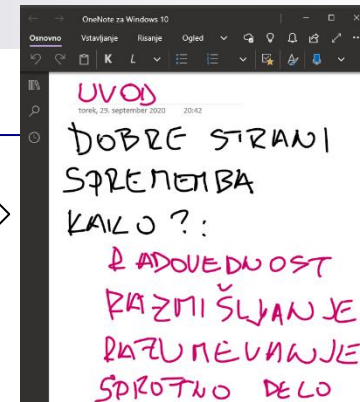 OneNote za Windows 10
Osnovno Vstavljanje Risanje Ogled
K L
UVOD
torek, 29. september 2020 20:42
DOBRE STRANI
SPREMEMBA
KAKO ?:
RADOVEDNOST
RAZMIŠLJANJE
RAZUMEVANJE
SPROTNO DELO